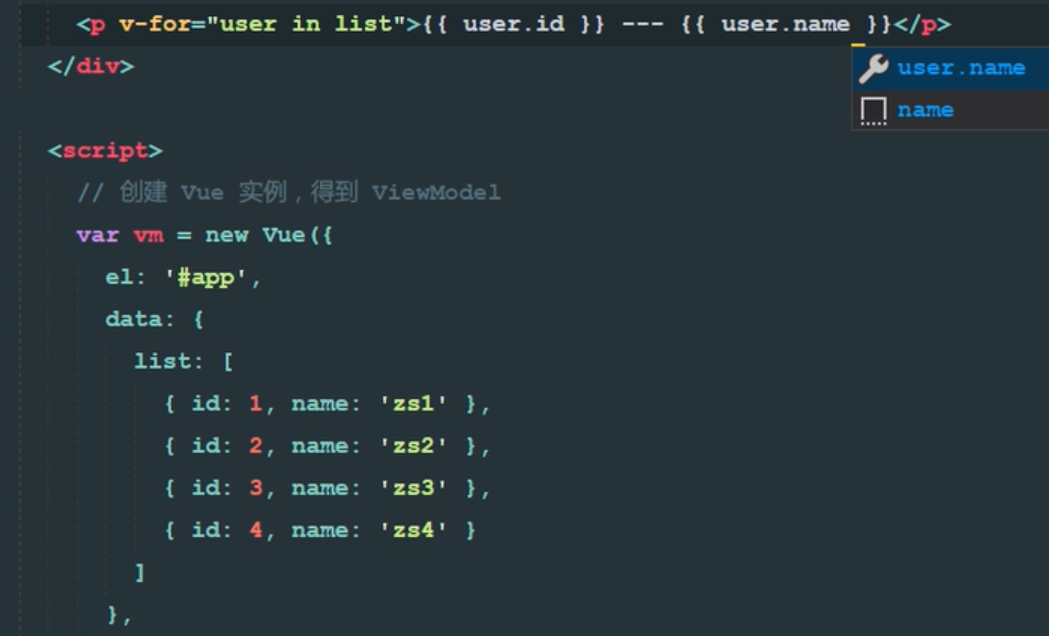 <p v-for="user in list">{{ user.id }} --- {{ user.name }}</p>
</div>
user.name
name
<script>
// 创建 Vue 实例，得到 ViewModel
var vm = new Vue({
el: '#app',
data: {
list: [
{ id: 1, name: 'zs1' },
{ id: 2, name: 'zs2' },
{ id: 3, name: 'zs3' },
{ id: 4, name: 'zs4' }
]
},